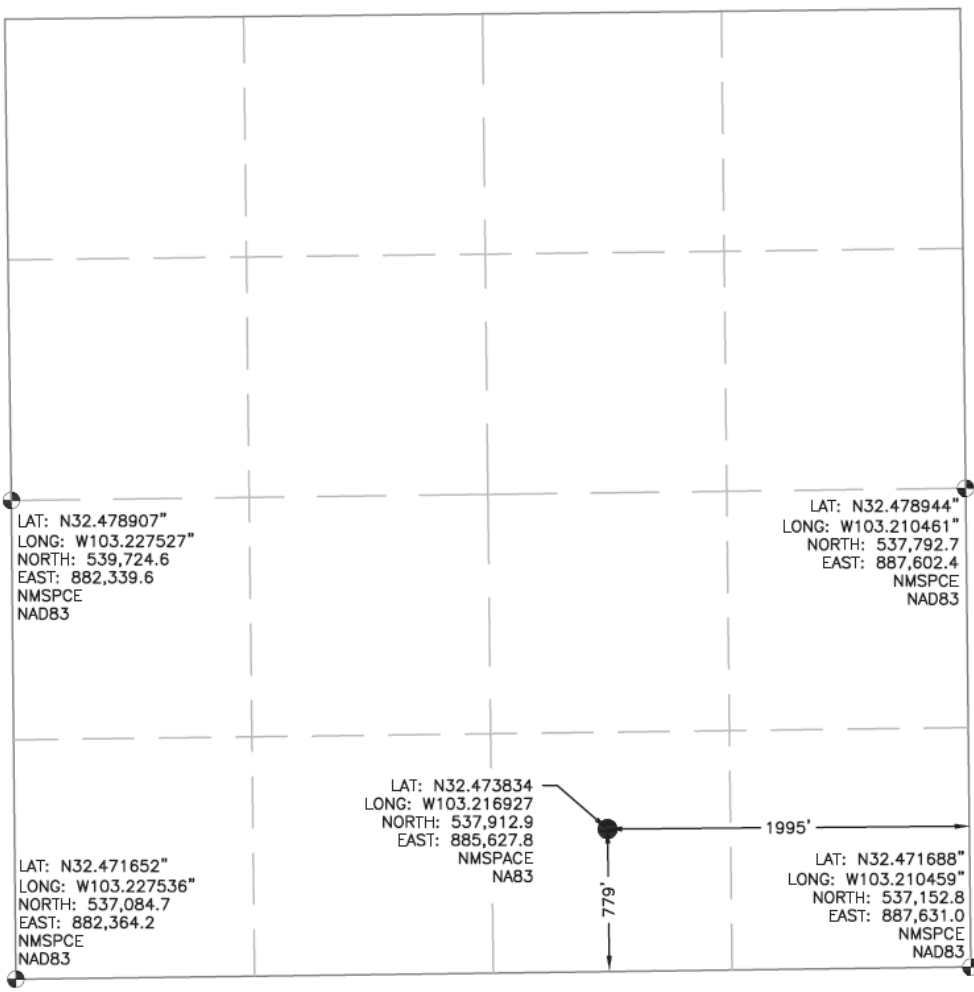 LAT: N32.478907"
LONG: W103.227527"
NORTH: 539,724.6
EAST: 882,339.6
NMSPCE
NAD83
LAT: N32.478944"
LONG: W103.210461"
NORTH: 537,792.7
EAST: 887,602.4
NMSPCE
NAD83
LAT: N32.473834
LONG: W103.216927
NORTH: 537,912.9
EAST: 885,627.8
NMSPACE
NA83
1995'
779'
LAT: N32.471652"
LONG: W103.227536"
NORTH: 537,084.7
EAST: 882,364.2
NMSPCE
NAD83
LAT: N32.471688"
LONG: W103.210459"
NORTH: 537,152.8
EAST: 887,631.0
NMSPCE
NAD83